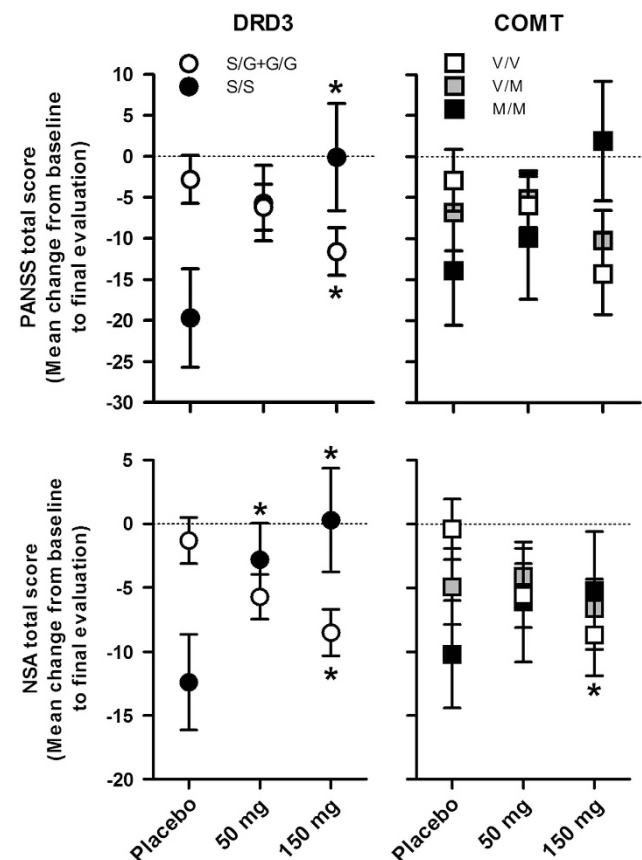 DRD3
COMT
S/G+G/G
S/S
V/V
V/M
M/M
PANSS total score
(Mean change from baseline
to final evaluation)
10
5
0
-5
-10
-15
-20
-25
-30
*
*
NSA total score
(Mean change from baseline
to final evaluation)
5
0
-5
-10
-15
-20
*
*
*
*
Placebo
50 mg
150 mg
Placebo
50 mg
150 mg